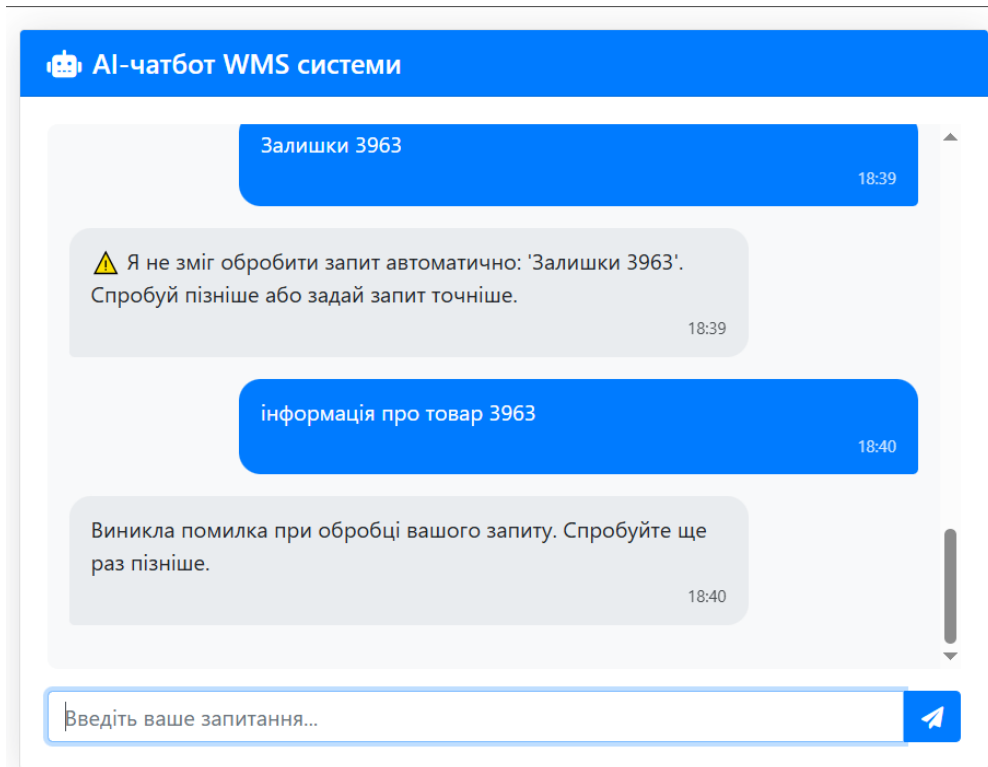 AI-чатбот WMS системи
Залишки 3963
18:39
⚠ Я не зміг обробити запит автоматично: 'Залишки 3963'.
Спробуй пізніше або задай запит точніше.
18:39
інформація про товар 3963
18:40
Виникла помилка при обробці вашого запиту. Спробуйте ще
раз пізніше.
18:40
Введіть ваше запитання...